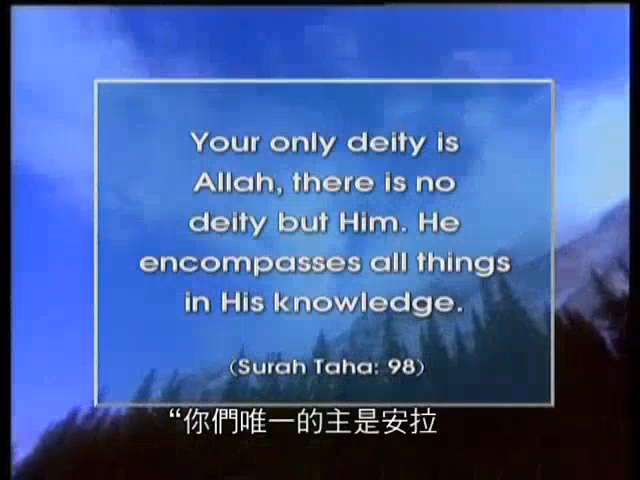 Your only deity is
Allah, there is no
deity but Him. He
encompasses all things
in His knowledge.
(Surah Taha: 98)
“你們唯一的主是安拉